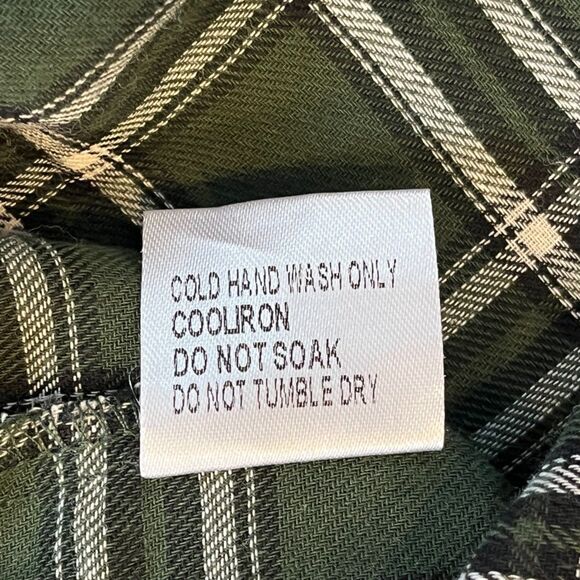 COLD HAND WASH ONLY
COOLIRON
DO NOT SOAK
DO NOT TUMBLE DRY